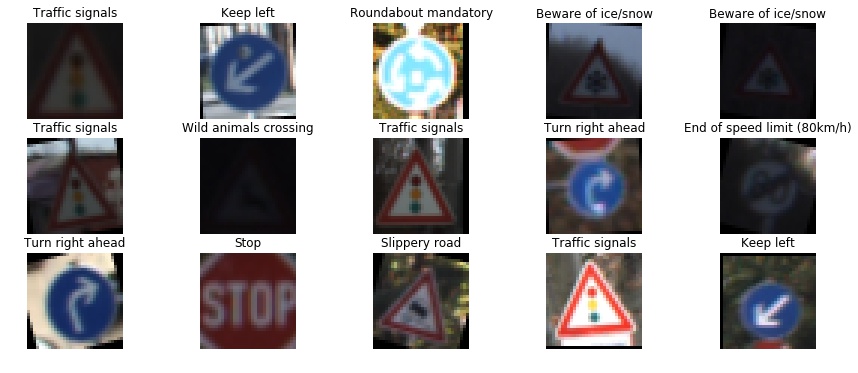 Traffic signals
Keep left
Roundabout mandatory
Beware of ice/snow
Beware of ice/snow
Traffic signals
Wild animals crossing
Traffic signals
Turn right ahead
End of speed limit (80km/h)
Turn right ahead
Stop
Slippery road
Traffic signals
Keep left
STOP